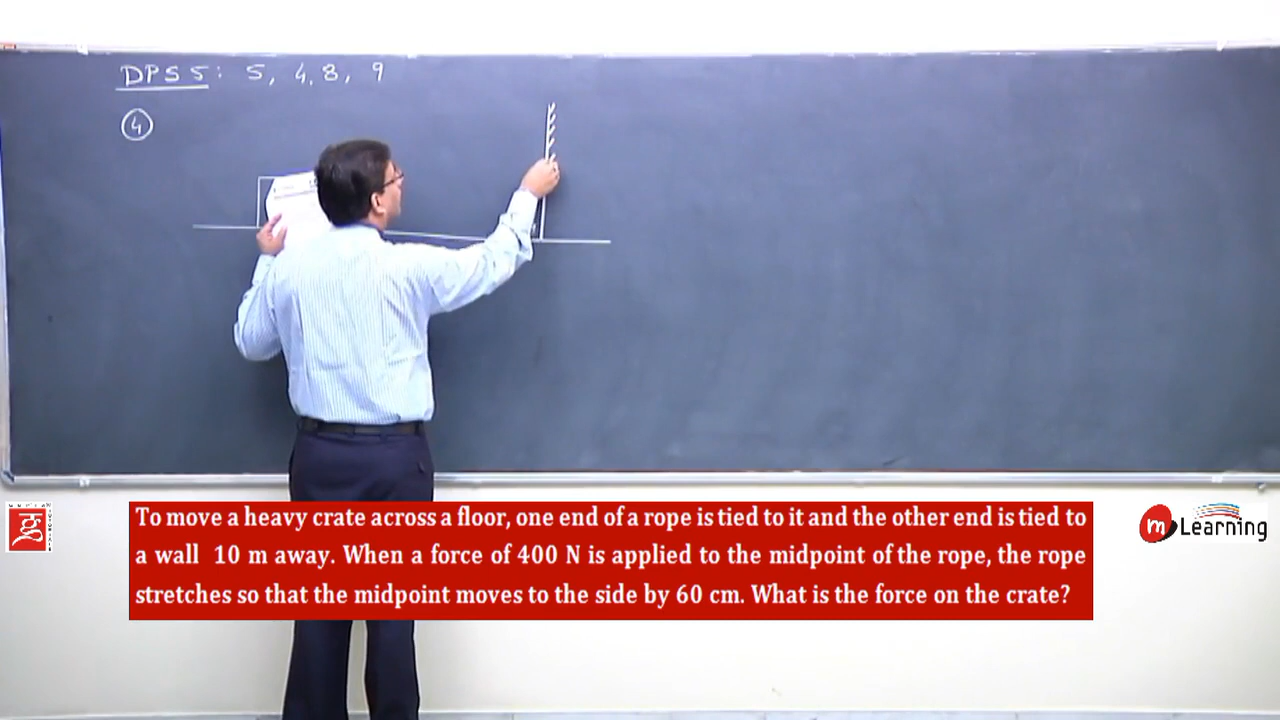 DPS 5 : 5, 4, 8, 9
4
To move a heavy crate across a floor, one end of a rope is tied to it and the other end is tied to
a wall 10 m away. When a force of 400 N is applied to the midpoint of the rope, the rope
stretches so that the midpoint moves to the side by 60 cm. What is the force on the crate?
m Learning